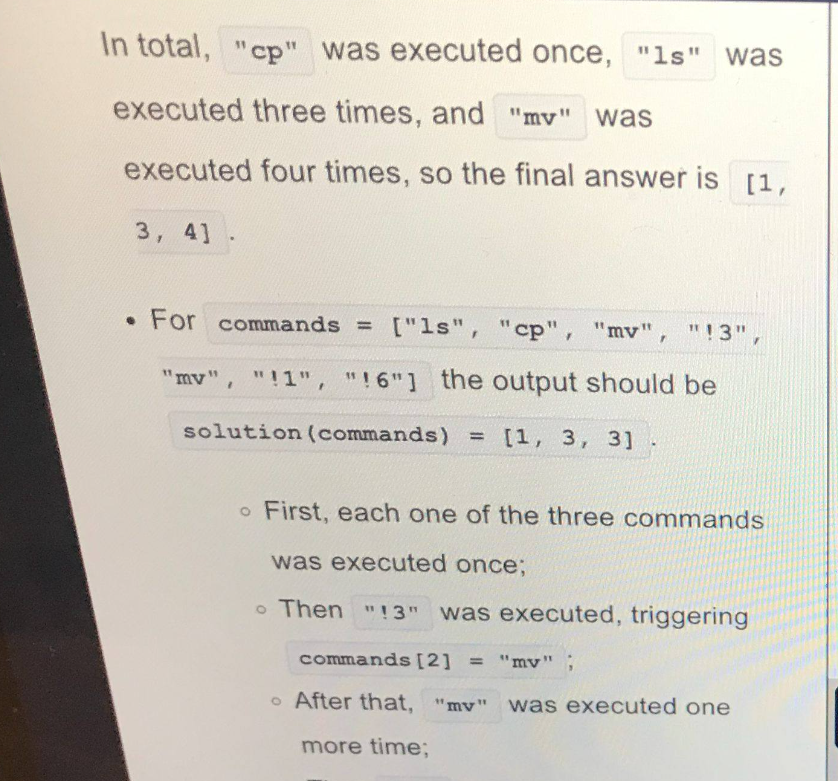 In total, "cp" was executed once, "ls" was
executed three times, and "mv" was
executed four times, so the final answer is [1,
3, 4] .
• For commands = ["ls", "cp", "mv", "!3",
"mv", "!1", "!6"] the output should be
solution(commands) = [1, 3, 3] .
○ First, each one of the three commands
was executed once;
○ Then "!3" was executed, triggering
commands[2] = "mv" ;
○ After that, "mv" was executed one
more time;